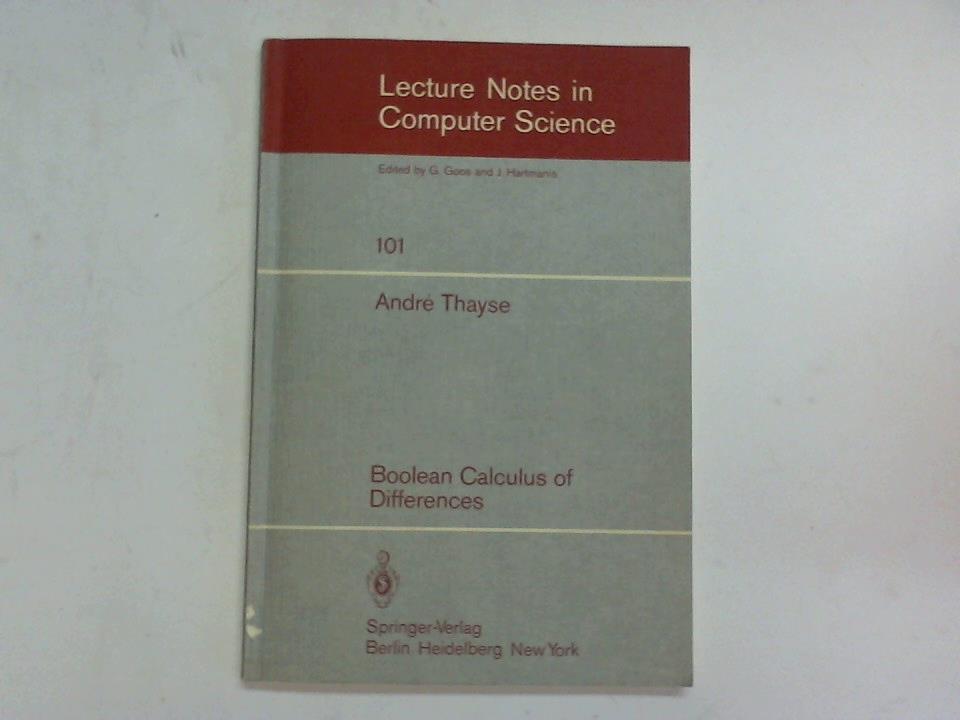 Lecture Notes in
Computer Science
Edited by G. Goos and J. Hartmanis
101
André Thayse
Boolean Calculus of
Differences
S
Springer-Verlag
Berlin Heidelberg New York